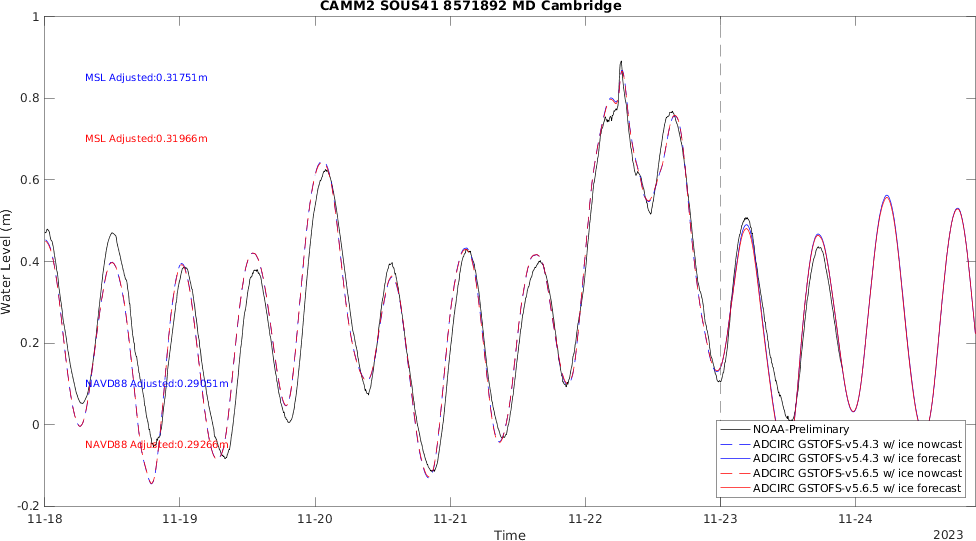 CAMM2 SOUS41 8571892 MD Cambridge
1
0.8
0.6
0.4
0.2
0
-0.2
Water Level (m)
MSL Adjusted:0.31751m
MSL Adjusted:0.31966m
NAVD88 Adjusted:0.29051m
NAVD88 Adjusted:0.29266m
NOAA-Preliminary
ADCIRC GSTOFS-v5.4.3 w/ ice nowcast
ADCIRC GSTOFS-v5.4.3 w/ ice forecast
ADCIRC GSTOFS-v5.6.5 w/ ice nowcast
ADCIRC GSTOFS-v5.6.5 w/ ice forecast
11-18 11-19 11-20 11-21 11-22 11-23 11-24
Time
2023